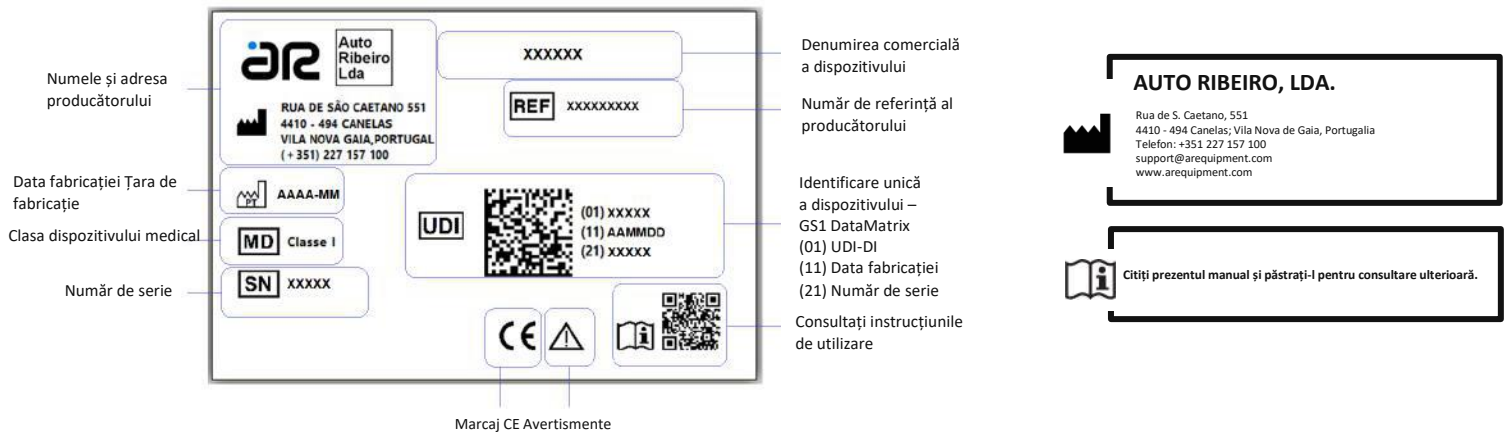 Numele și adresa
producătorului
Data fabricației Țara de
fabricație
Clasa dispozitivului medical
Număr de serie
ar
Auto
Ribeiro
Lda
RUA DE SÃO CAETANO 551
4410 - 494 CANELAS
VILA NOVA GAIA,PORTUGAL
(+351) 227 157 100
PT
AAAA-MM
MD Classe I
SN XXXXX
XXXXXX
REF XXXXXXXXX
UDI
(01) XXXXX
(11) AAMMDD
(21) XXXXX
CE
Marcaj CE Avertismente
Denumirea comercială
a dispozitivului
Număr de referință al
producătorului
Identificare unică
a dispozitivului –
GS1 DataMatrix
(01) UDI-DI
(11) Data fabricației
(21) Număr de serie
Consultați instrucțiunile
de utilizare
AUTO RIBEIRO, LDA.
Rua de S. Caetano, 551
4410 - 494 Canelas; Vila Nova de Gaia, Portugalia
Telefon: +351 227 157 100
support@arequipment.com
www.arequipment.com
Citiți prezentul manual și păstrați-l pentru consultare ulterioară.